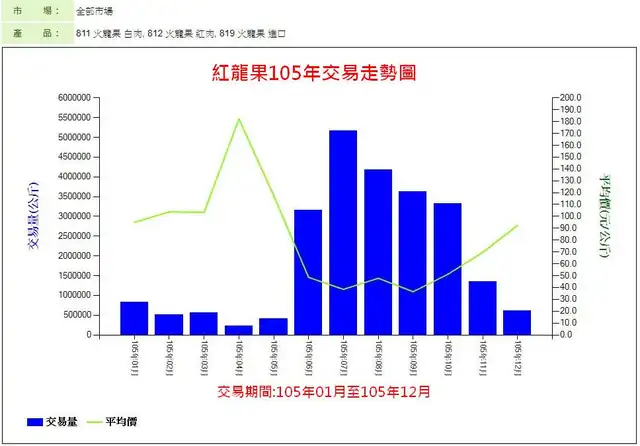 市 場： 全部市場
產 品： 811 火龍果 白肉, 812 火龍果 紅肉, 819 火龍果 進口
紅龍果105年交易走勢圖
交易量(公斤)
6000000
5500000
5000000
4500000
4000000
3500000
3000000
2500000
2000000
1500000
1000000
500000
0
200.0
190.0
180.0
170.0
160.0
150.0
140.0
130.0
120.0
110.0
100.0
90.0
80.0
70.0
60.0
50.0
40.0
30.0
20.0
10.0
0.0
平均價(元/公斤)
105年01月
105年02月
105年03月
105年04月
105年05月
105年06月
105年07月
105年08月
105年09月
105年10月
105年11月
105年12月
交易期間:105年01月至105年12月
交易量 平均價